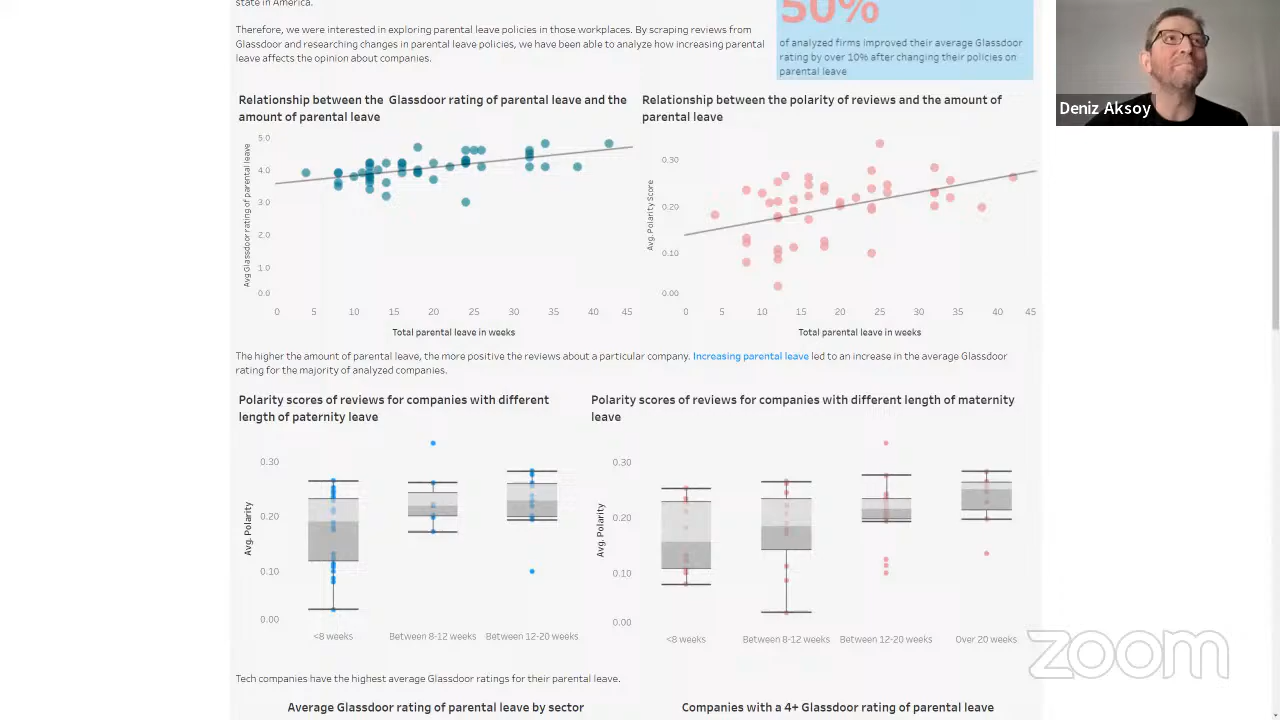 state in America.
Therefore, we were interested in exploring parental leave policies in those workplaces. By scraping reviews from
Glassdoor and researching changes in parental leave policies, we have been able to analyze how increasing parental
leave affects the opinion about companies.
50%
of analyzed firms improved their average Glassdoor
rating by over 10% after changing their policies on
parental leave
Deniz Aksoy
Relationship between the Glassdoor rating of parental leave and the
amount of parental leave
Avg Glassdoor rating of parental leave
5.0
4.0
3.0
2.0
1.0
0.0
0 5 10 15 20 25 30 35 40 45
Total parental leave in weeks
Relationship between the polarity of reviews and the amount of
parental leave
Avg. Polarity Score
0.30
0.20
0.10
0.00
0 5 10 15 20 25 30 35 40 45
Total parental leave in weeks
The higher the amount of parental leave, the more positive the reviews about a particular company. Increasing parental leave led to an increase in the average Glassdoor
rating for the majority of analyzed companies.
Polarity scores of reviews for companies with different
length of paternity leave
Avg. Polarity
0.30
0.20
0.10
0.00
<8 weeks Between 8-12 weeks Between 12-20 weeks
Polarity scores of reviews for companies with different length of maternity
leave
Avg. Polarity
0.30
0.20
0.10
0.00
<8 weeks Between 8-12 weeks Between 12-20 weeks Over 20 weeks
zoom
Tech companies have the highest average Glassdoor ratings for their parental leave.
Average Glassdoor rating of parental leave by sector
Companies with a 4+ Glassdoor rating of parental leave